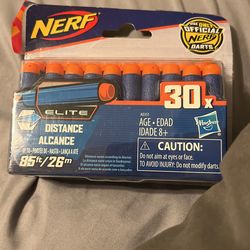 NERF
THE ONLY
OFFICIAL
NERF
DARTS
ELITE
30x
DISTANCE
ALCANCE
85ft/26m
AGE • EDAD
IDADE 8+
Hasbro
CAUTION:
Do not aim at eyes or face.
TO AVOID INJURY: Do not modify darts.